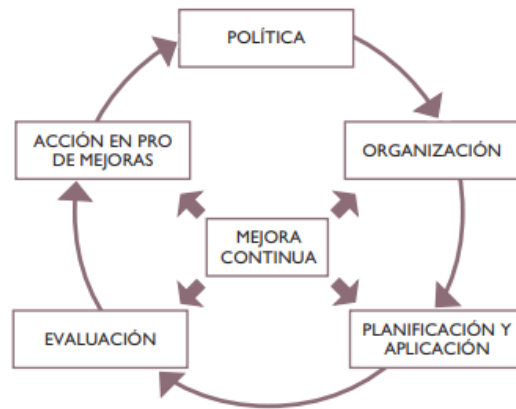 POLÍTICA
ORGANIZACIÓN
PLANIFICACIÓN Y
APLICACIÓN
EVALUACIÓN
ACCIÓN EN PRO
DE MEJORAS
MEJORA
CONTINUA